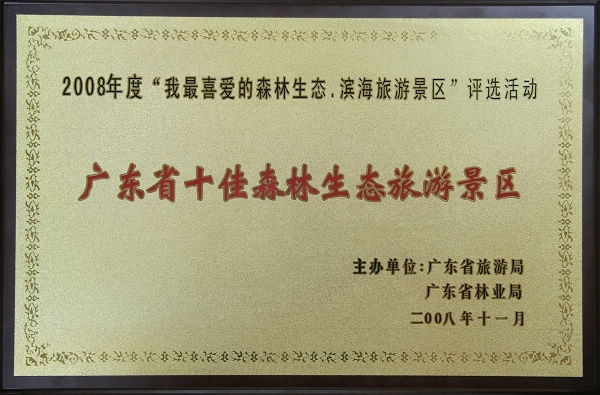 2008年度“我最喜爱的森林生态.滨海旅游景区”评选活动
广东省十佳森林生态旅游景区
主办单位:广东省旅游局
广东省林业局
二00八年十一月